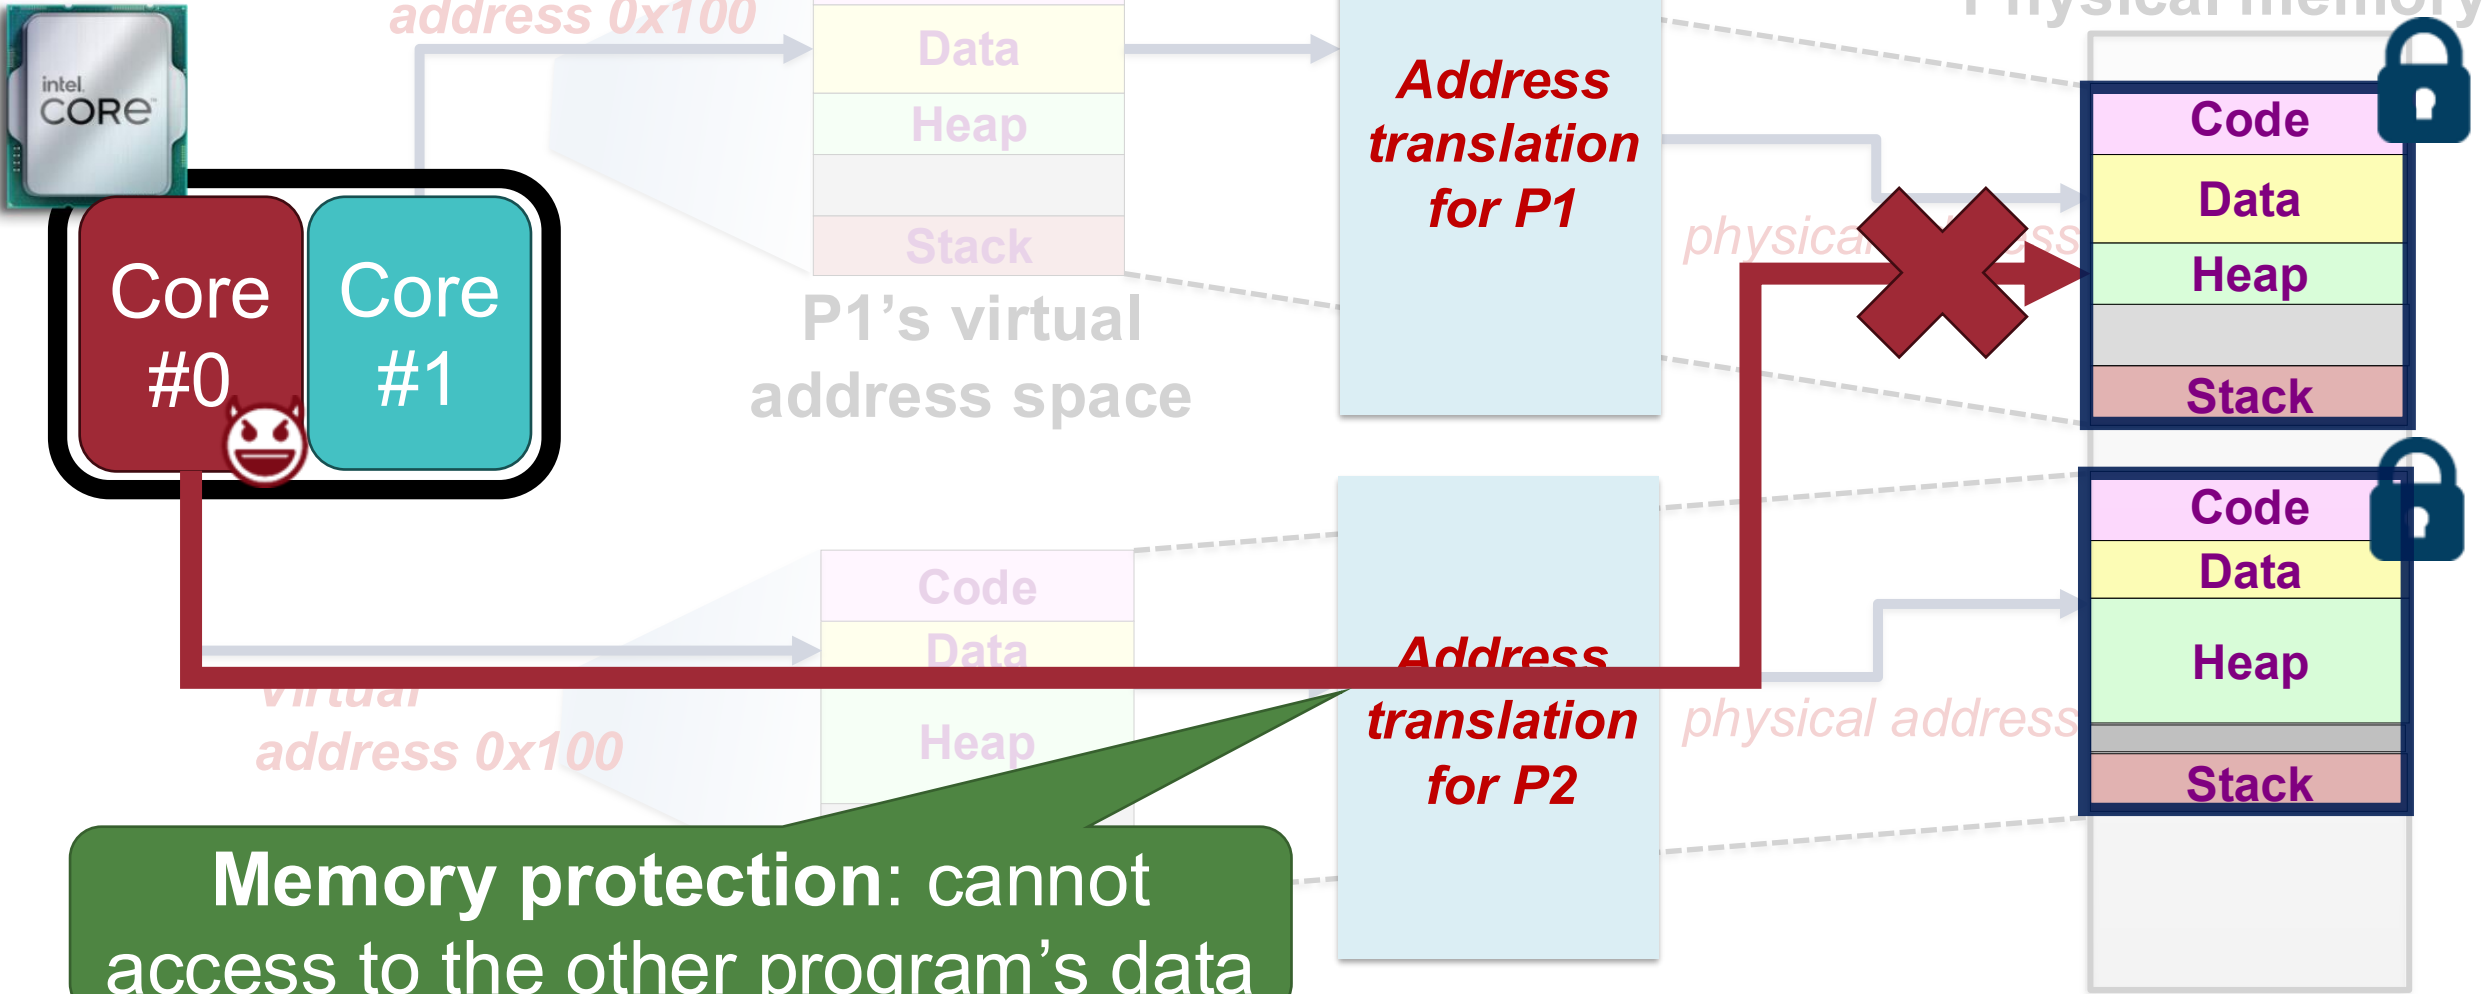 address 0x100
Physical memory
intel.
CORE
Data
Heap
Stack
P1's virtual
address space
Address
translation
for P1
physical
ss
Code
Data
Heap
Stack
Core
#0
Core
#1
Code
Data
Heap
Virtual
address 0x100
Address
translation
for P2
physical address
Code
Data
Heap
Stack
Memory protection: cannot
access to the other program's data